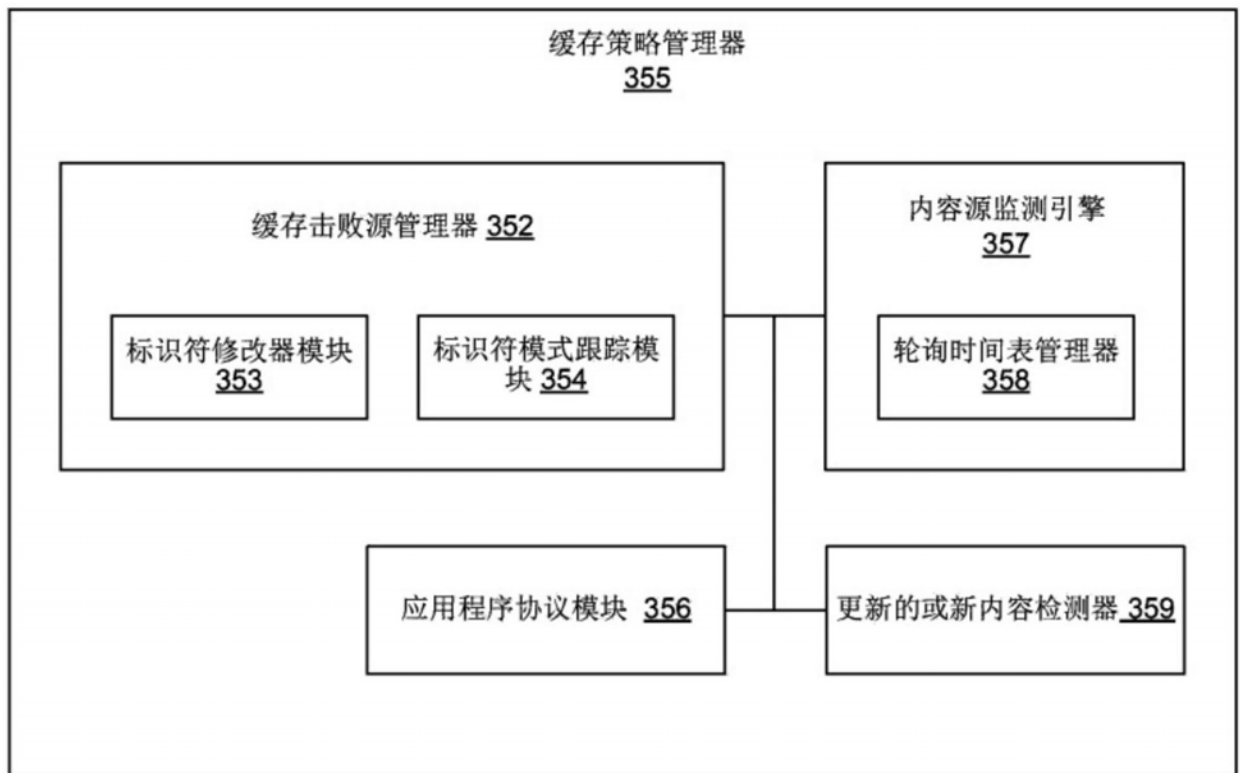 缓存策略管理器
355
缓存击败源管理器 352
内容源监测引擎
357
标识符修改器模块
353
标识符模式跟踪模
块 354
轮询时间表管理器
358
应用程序协议模块 356
更新的或新内容检测器 359